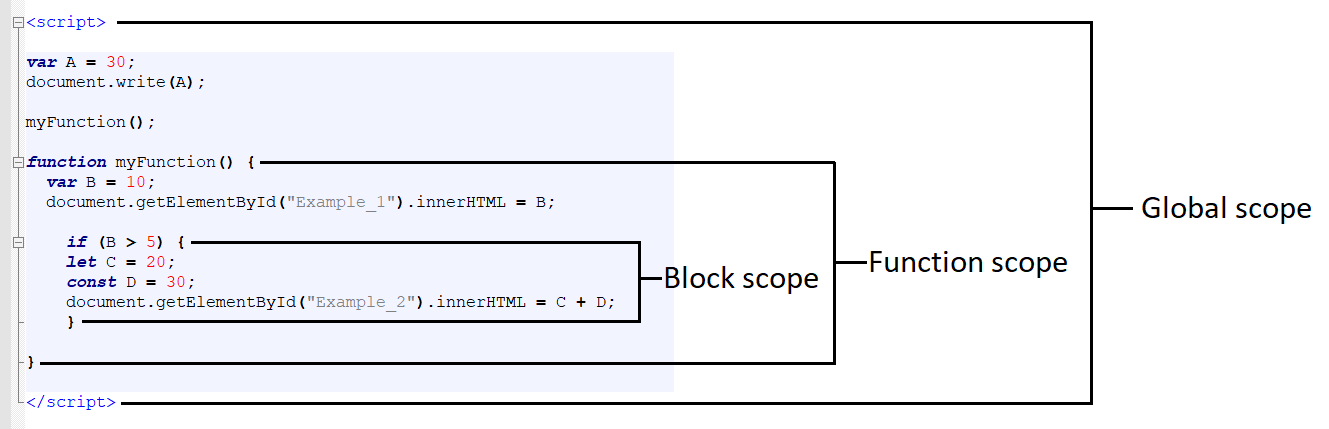 <script>
var A = 30;
document.write(A);
myFunction();
function myFunction() {
var B = 10;
document.getElementById("Example_1").innerHTML = B;
if (B > 5) {
let C = 20;
const D = 30;
document.getElementById("Example_2").innerHTML = C + D;
}
}
</script>
Block scope
Function scope
Global scope